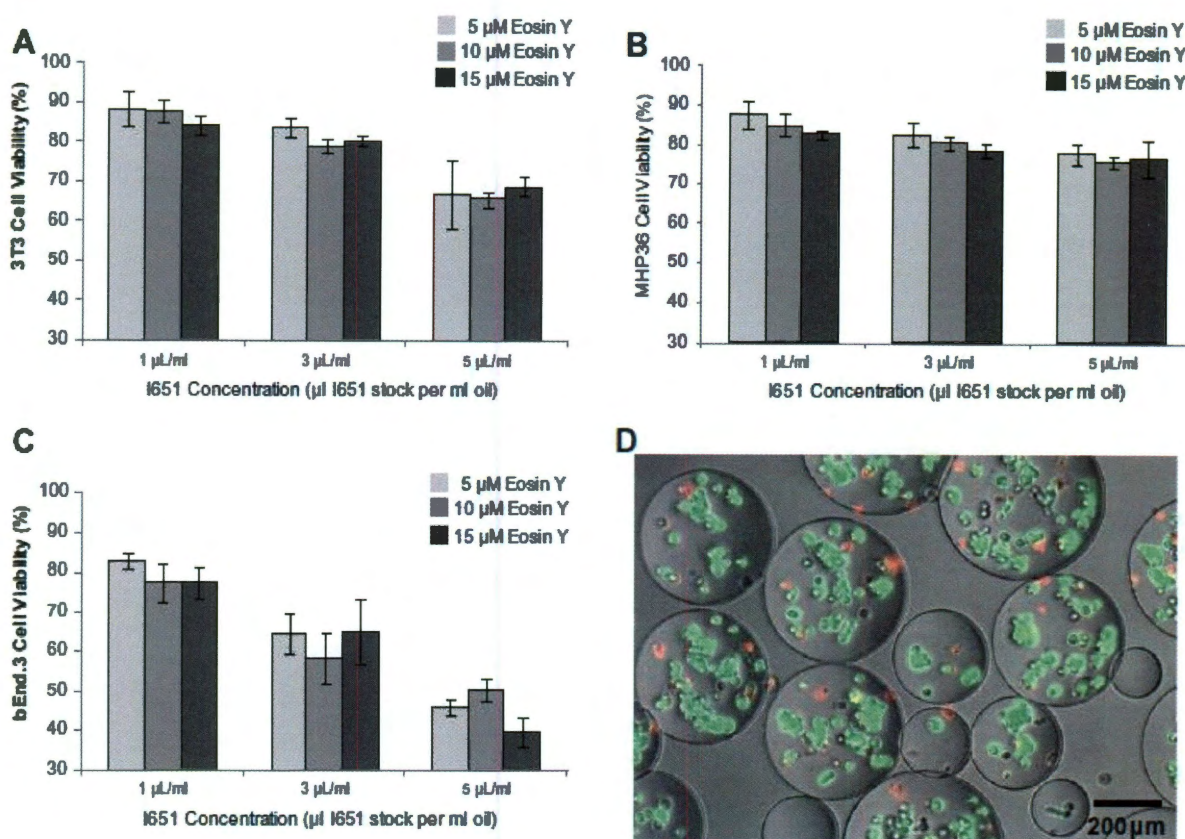 A
5 µM Eosin Y
10 µM Eosin Y
15 µM Eosin Y
3T3 Cell Viability (%)
100
90
80
70
60
50
40
30
1 µL/ml
3 µL/ml
5 µL/ml
I651 Concentration (µl I651 stock per ml oil)
B
5 µM Eosin Y
10 µM Eosin Y
15 µM Eosin Y
MHP36 Cell Viability (%)
100
90
80
70
60
50
40
30
1 µL/ml
3 µL/ml
5 µL/ml
I651 Concentration (µl I651 stock per ml oil)
C
5 µM Eosin Y
10 µM Eosin Y
15 µM Eosin Y
bEnd.3 Cell Viability (%)
100
90
80
70
60
50
40
30
1 µL/ml
3 µL/ml
5 µL/ml
I651 Concentration (µl I651 stock per ml oil)
D
200µm